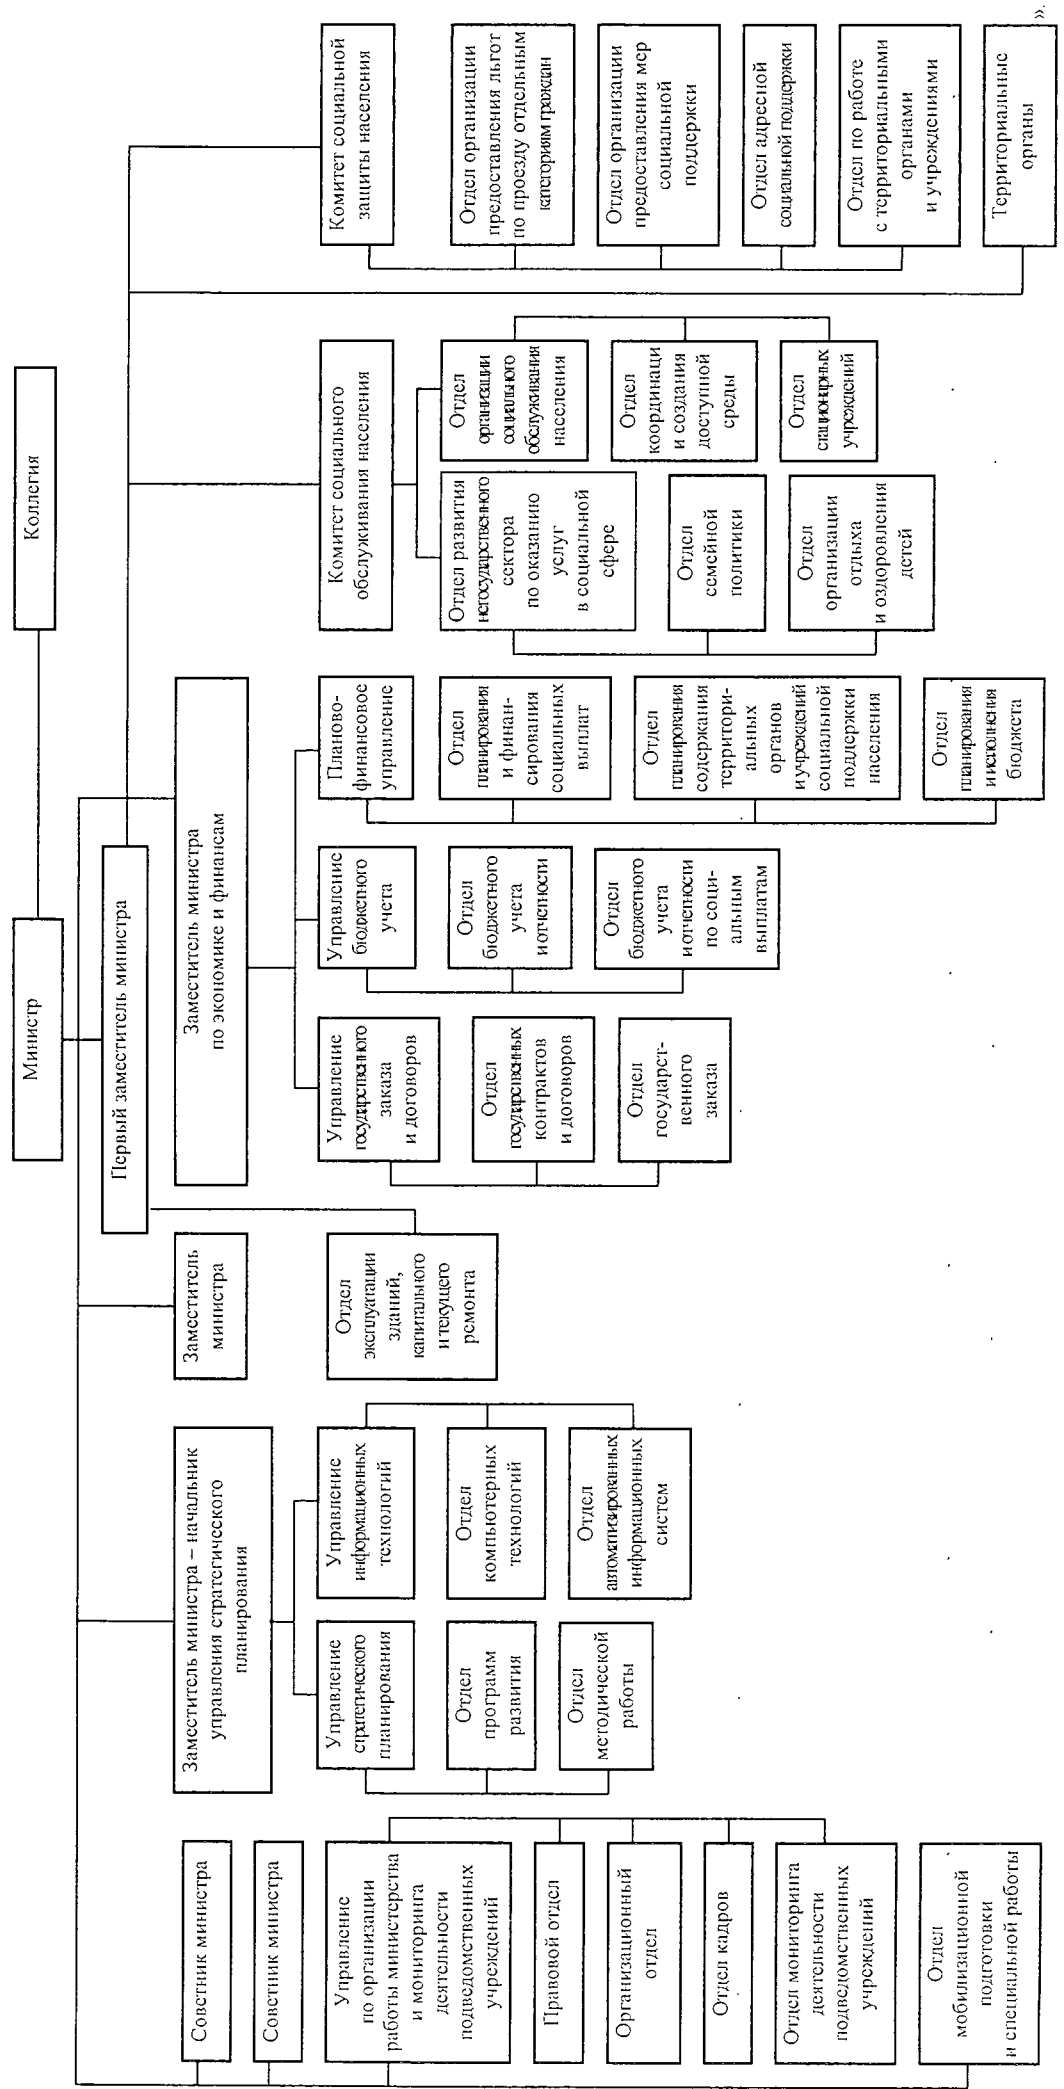 Министр
Коллегия
Первый заместитель министра
Советник министра
Советник министра
Управление
по организации
работы министерства
и мониторинга
деятельности
подведомственных
учреждений
Правовой отдел
Организационный
отдел
Отдел кадров
Отдел мониторинга
деятельности
подведомственных
учреждений
Отдел
мобилизационной
подготовки
и специальной работы
Заместитель министра – начальник
управления стратегического
планирования
Управление
стратегического
планирования
Отдел
программ
развития
Отдел
методической
работы
Управление
информационных
технологий
Отдел
компьютерных
технологий
Отдел
автоматизированных
информационных
систем
Заместитель
министра
Отдел
эксплуатации
зданий,
капитального
и текущего
ремонта
Заместитель министра
по экономике и финансам
Управление
государственного
заказа
и договоров
Отдел
государственных
контрактов
и договоров
Отдел
государст-
венного
заказа
Управление
бюджетного
учета
Отдел
бюджетного
учета
и отчетности
Отдел
бюджетного
учета
и отчетности
по соци-
альным
выплатам
Планово-
финансовое
управление
Отдел
планирования
и финан-
сирования
социальных
выплат
Отдел
планирования
содержания
территори-
альных
органов
и учреждений
социальной
поддержки
населения
Отдел
планирования
и исполнения
бюджета
Комитет социального
обслуживания населения
Отдел развития
негосударственного
сектора
по оказанию
услуг
в социальной
сфере
Отдел
семейной
политики
Отдел
организации
отдыха
и оздоровления
детей
Отдел
организации
социального
обслуживания
населения
Отдел
координаци
и создания
доступной
среды
Отдел
стационарных
учреждений
Комитет социальной
защиты населения
Отдел организации
предоставления льгот
по проезду отдельным
категориям граждан
Отдел организации
предоставления мер
социальной
поддержки
Отдел адресной
социальной поддержки
Отдел по работе
с территориальными
органами
и учреждениями
Территориальные
органы
».